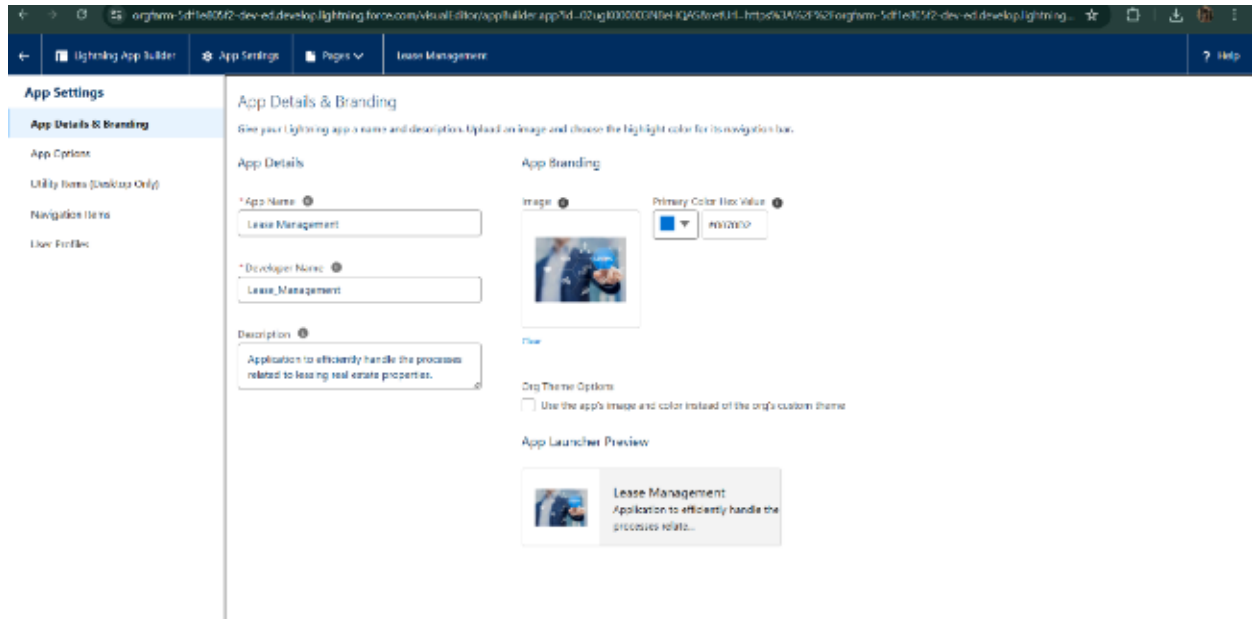 Lightning App Builder
App Settings
Pages
Lease Management
? Help
App Settings
App Details & Branding
App Options
Utility Items (Desktop Only)
Navigation Items
User Profiles
App Details & Branding
Give your Lightning app a name and description. Upload an image and choose the highlight color for its navigation bar.
App Details
App Branding
*App Name
Lease Management
*Developer Name
Lease_Management
Description
Application to efficiently handle the processes
related to leasing real estate properties.
Image
Primary Color Hex Value
#0070D2
Clear
Org Theme Options
Use the app's image and color instead of the org's custom theme
App Launcher Preview
Lease Management
Application to efficiently handle the
processes relate...